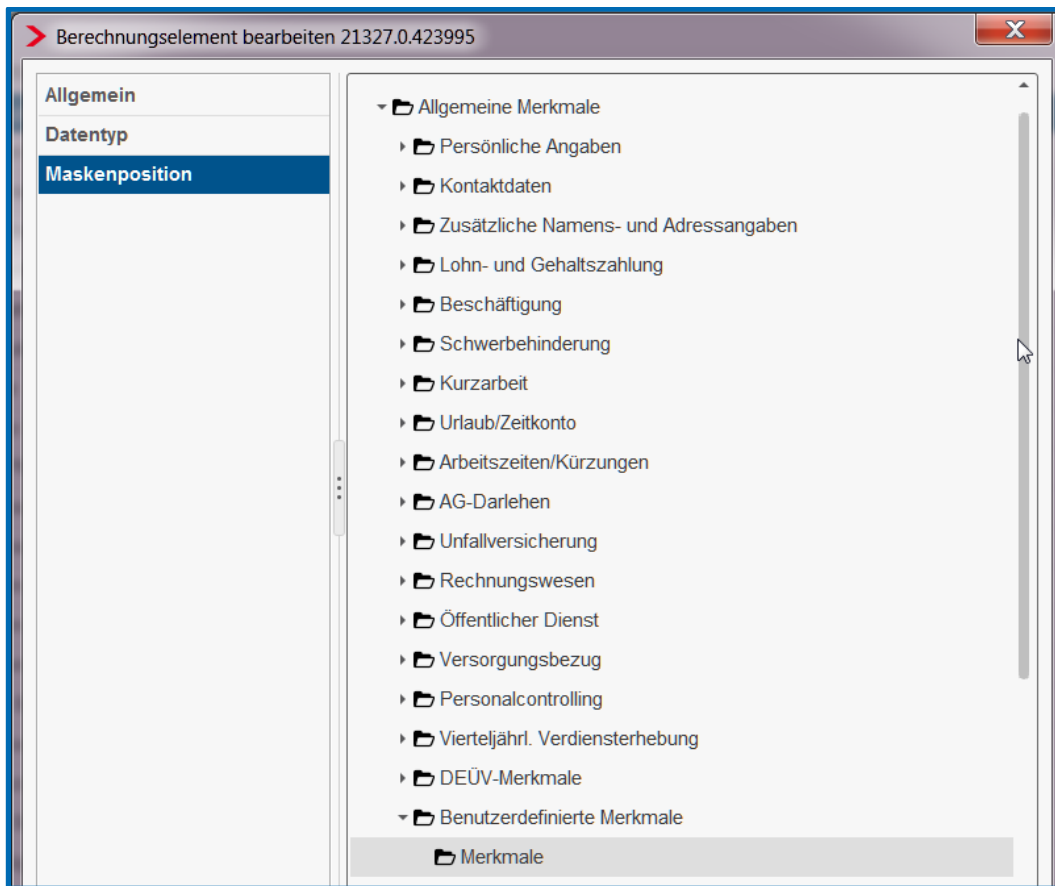 Berechnungselement bearbeiten 21327.0.423995
Allgemein
Datentyp
Maskenposition
Allgemeine Merkmale
Persönliche Angaben
Kontaktdaten
Zusätzliche Namens- und Adressangaben
Lohn- und Gehaltszahlung
Beschäftigung
Schwerbehinderung
Kurzarbeit
Urlaub/Zeitkonto
Arbeitszeiten/Kürzungen
AG-Darlehen
Unfallversicherung
Rechnungswesen
Öffentlicher Dienst
Versorgungsbezug
Personalcontrolling
Vierteljährl. Verdiensterhebung
DEÜV-Merkmale
Benutzerdefinierte Merkmale
Merkmale